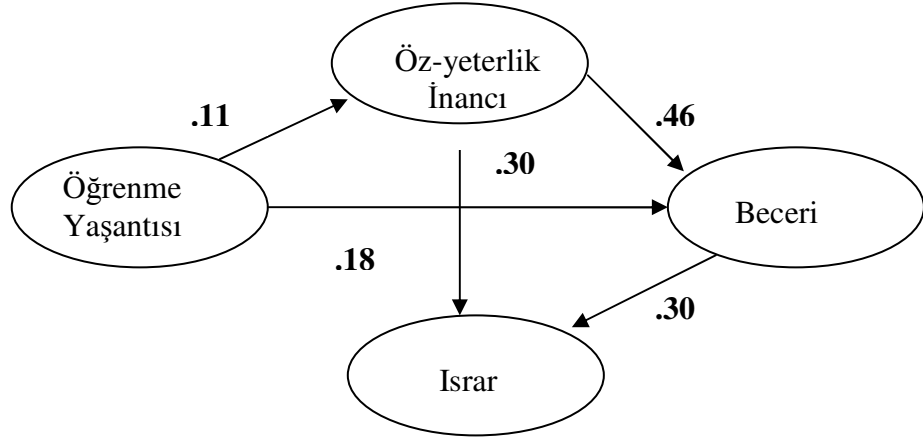 Öz-yeterlik
İnancı
.11
.46
.30
Öğrenme
Yaşantısı
Beceri
.18
.30
Israr